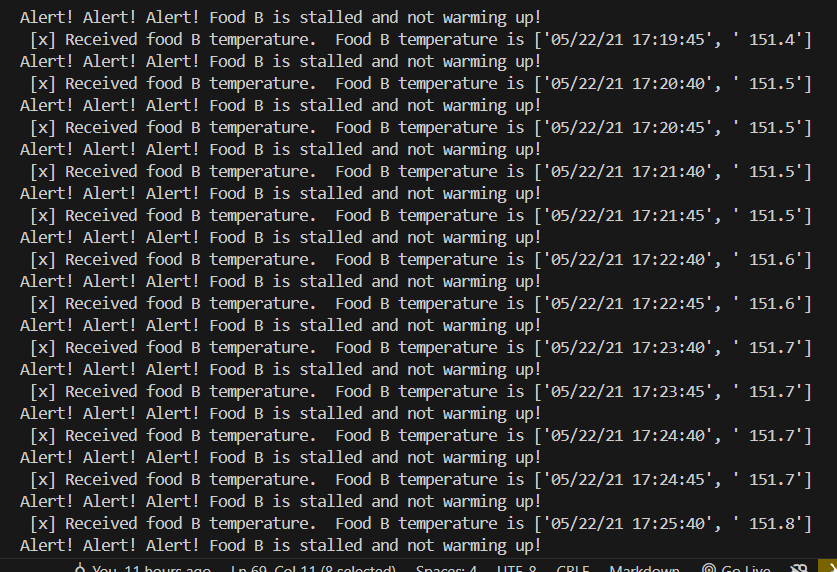 Alert! Alert! Alert! Food B is stalled and not warming up!
[x] Received food B temperature.  Food B temperature is ['05/22/21 17:19:45', ' 151.4']
Alert! Alert! Alert! Food B is stalled and not warming up!
[x] Received food B temperature.  Food B temperature is ['05/22/21 17:20:40', ' 151.5']
Alert! Alert! Alert! Food B is stalled and not warming up!
[x] Received food B temperature.  Food B temperature is ['05/22/21 17:20:45', ' 151.5']
Alert! Alert! Alert! Food B is stalled and not warming up!
[x] Received food B temperature.  Food B temperature is ['05/22/21 17:21:40', ' 151.5']
Alert! Alert! Alert! Food B is stalled and not warming up!
[x] Received food B temperature.  Food B temperature is ['05/22/21 17:21:45', ' 151.5']
Alert! Alert! Alert! Food B is stalled and not warming up!
[x] Received food B temperature.  Food B temperature is ['05/22/21 17:22:40', ' 151.6']
Alert! Alert! Alert! Food B is stalled and not warming up!
[x] Received food B temperature.  Food B temperature is ['05/22/21 17:22:45', ' 151.6']
Alert! Alert! Alert! Food B is stalled and not warming up!
[x] Received food B temperature.  Food B temperature is ['05/22/21 17:23:40', ' 151.7']
Alert! Alert! Alert! Food B is stalled and not warming up!
[x] Received food B temperature.  Food B temperature is ['05/22/21 17:23:45', ' 151.7']
Alert! Alert! Alert! Food B is stalled and not warming up!
[x] Received food B temperature.  Food B temperature is ['05/22/21 17:24:40', ' 151.7']
Alert! Alert! Alert! Food B is stalled and not warming up!
[x] Received food B temperature.  Food B temperature is ['05/22/21 17:24:45', ' 151.7']
Alert! Alert! Alert! Food B is stalled and not warming up!
[x] Received food B temperature.  Food B temperature is ['05/22/21 17:25:40', ' 151.8']
Alert! Alert! Alert! Food B is stalled and not warming up!
You, 11 hours ago Ln 69, Col 11 (8 selected) Spaces: 4 UTF-8 CRLF Markdown Go Live